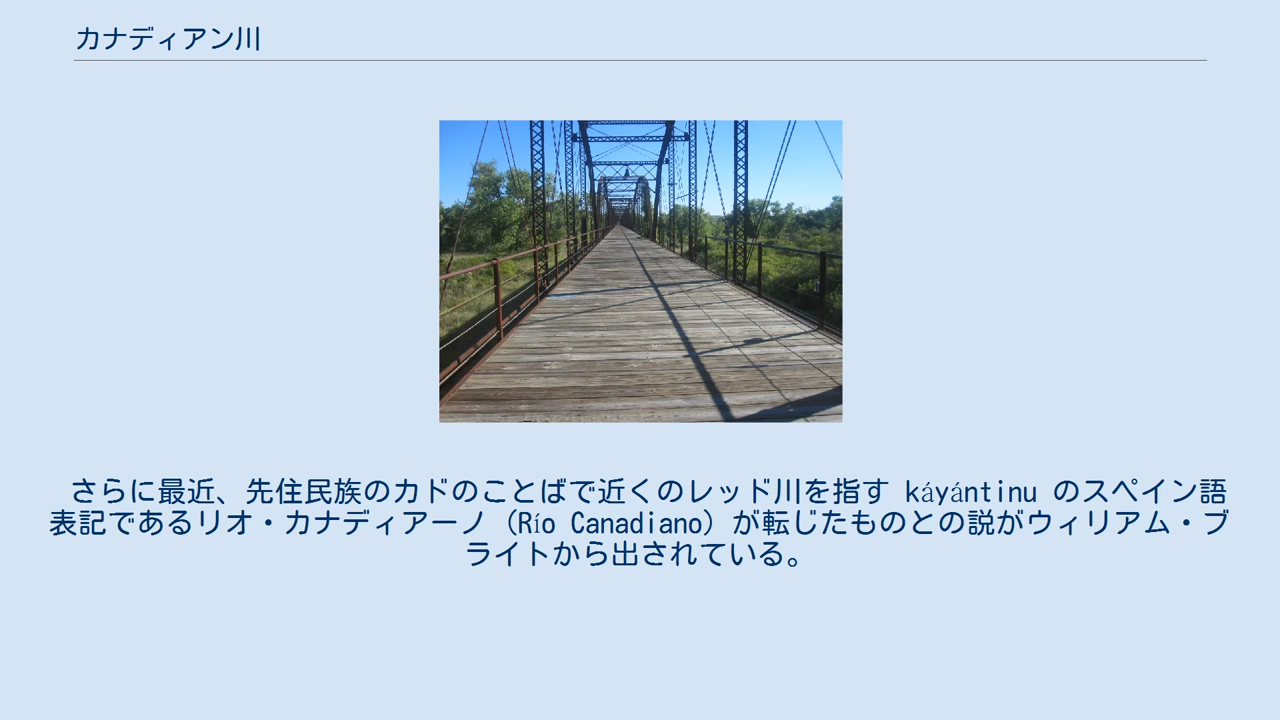 カナディアン川
さらに最近、先住民族のカドのことばで近くのレッド川を指す káyántinu のスペイン語
表記であるリオ・カナディアーノ（Río Canadiano）が転じたものとの説がウィリアム・ブ
ライトから出されている。